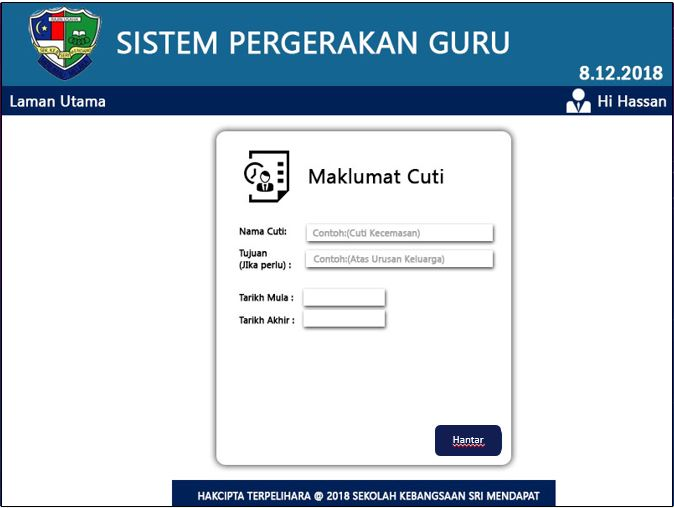 SISTEM PERGERAKAN GURU
8.12.2018
Laman Utama
Hi Hassan
Maklumat Cuti
Nama Cuti:
Contoh:(Cuti Kecemasan)
Tujuan
(JIka perlu) :
Contoh:(Atas Urusan Keluarga)
Tarikh Mula :
Tarikh Akhir :
Hantar
HAKCIPTA TERPELIHARA @ 2018 SEKOLAH KEBANGSAAN SRI MENDAPAT